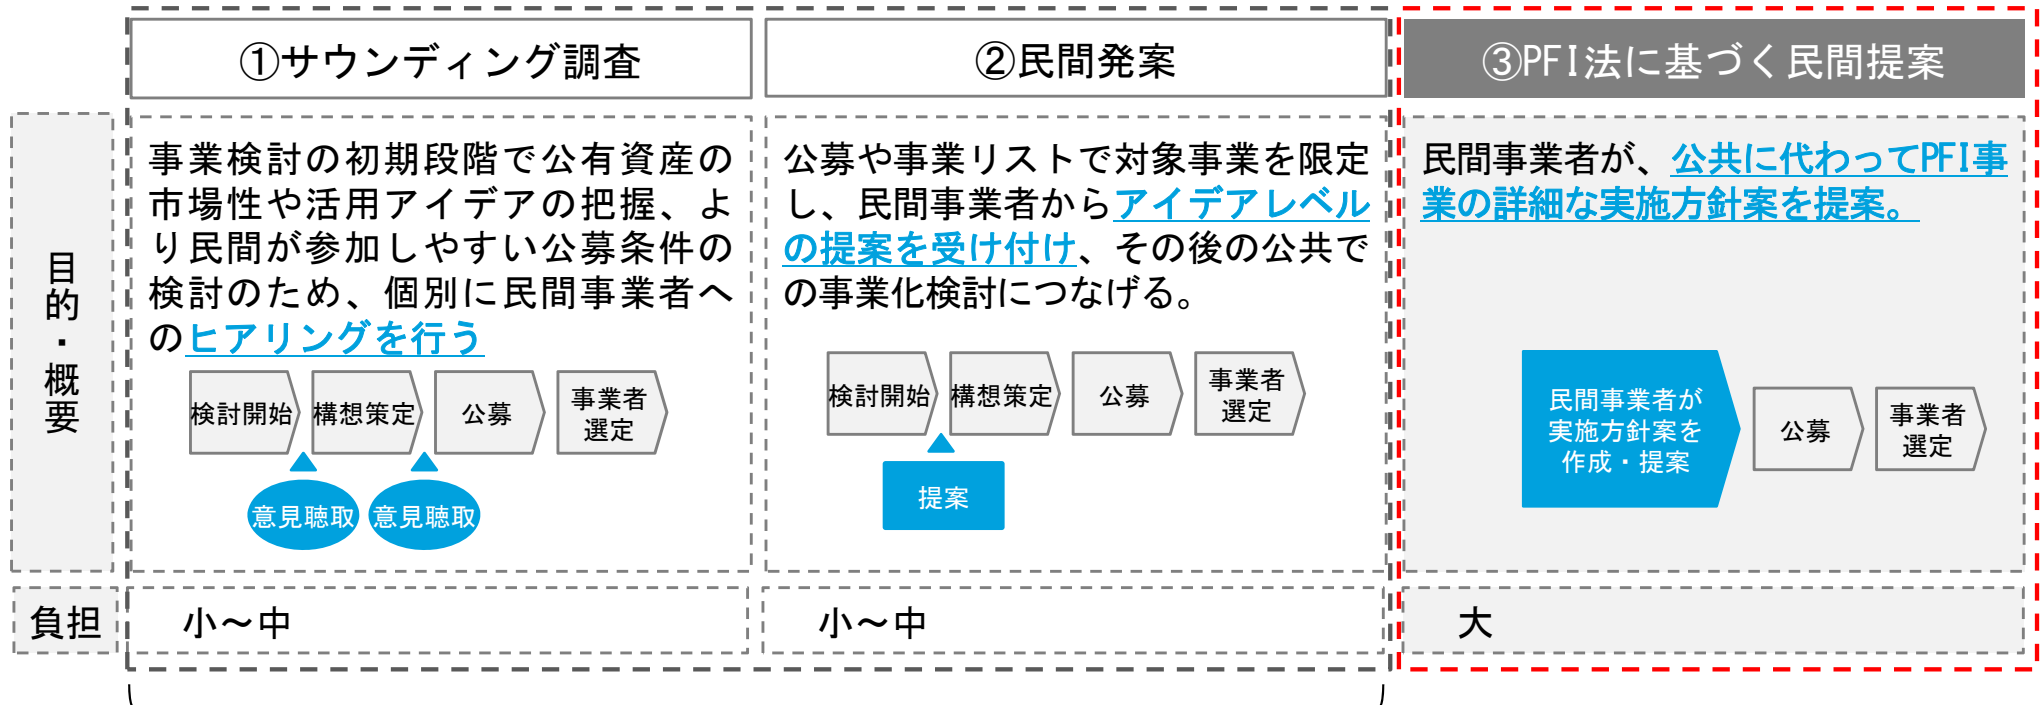 ①サウンディング調査
②民間発案
③PFI法に基づく民間提案
目的・概要
事業検討の初期段階で公有資産の
市場性や活用アイデアの把握、よ
り民間が参加しやすい公募条件の
検討のため、個別に民間事業者へ
のヒアリングを行う
検討開始
構想策定
公募
事業者
選定
意見聴取
意見聴取
公募や事業リストで対象事業を限定
し、民間事業者からアイデアレベル
の提案を受け付け、その後の公共で
の事業化検討につなげる。
検討開始
構想策定
公募
事業者
選定
提案
民間事業者が、公共に代わってPFI事
業の詳細な実施方針案を提案。
民間事業者が
実施方針案を
作成・提案
公募
事業者
選定
負担
小～中
小～中
大